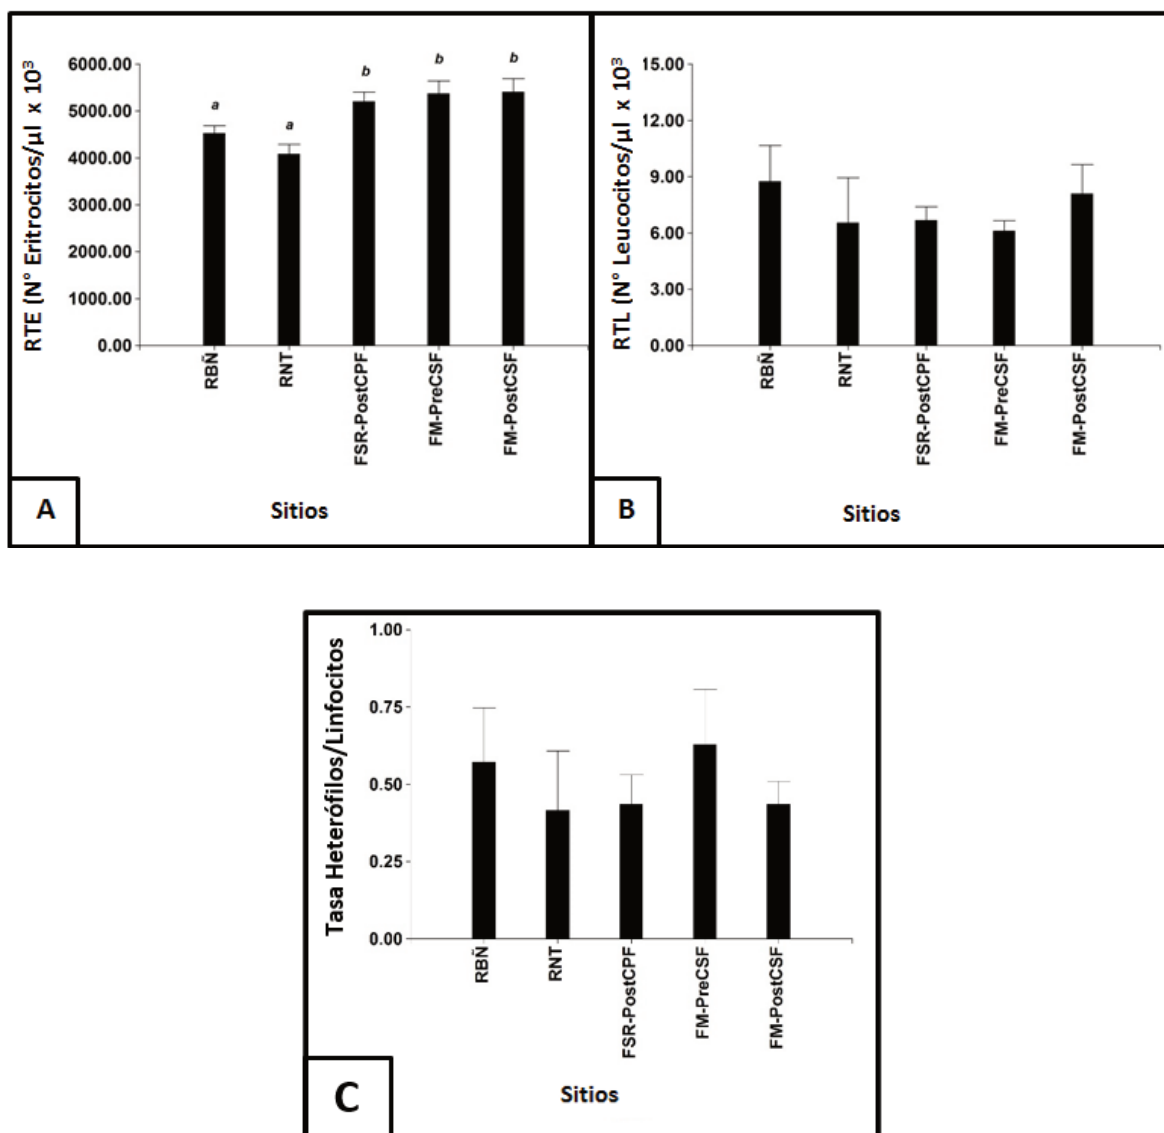 RTE (N° Eritrocitos/µl x 10³
6000.00
5000.00
4000.00
3000.00
2000.00
1000.00
0.00
a
a
b
b
b
RBÑ
RNT
FSR-PostCPF
FM-PreCSF
FM-PostCSF
Sitios
A
RTL (N° Leucocitos/µl x 10³
15.00
12.00
9.00
6.00
3.00
0.00
RBÑ
RNT
FSR-PostCPF
FM-PreCSF
FM-PostCSF
Sitios
B
Tasa Heterófilos/Linfocitos
1.00
0.75
0.50
0.25
0.00
RBÑ
RNT
FSR-PostCPF
FM-PreCSF
FM-PostCSF
Sitios
C